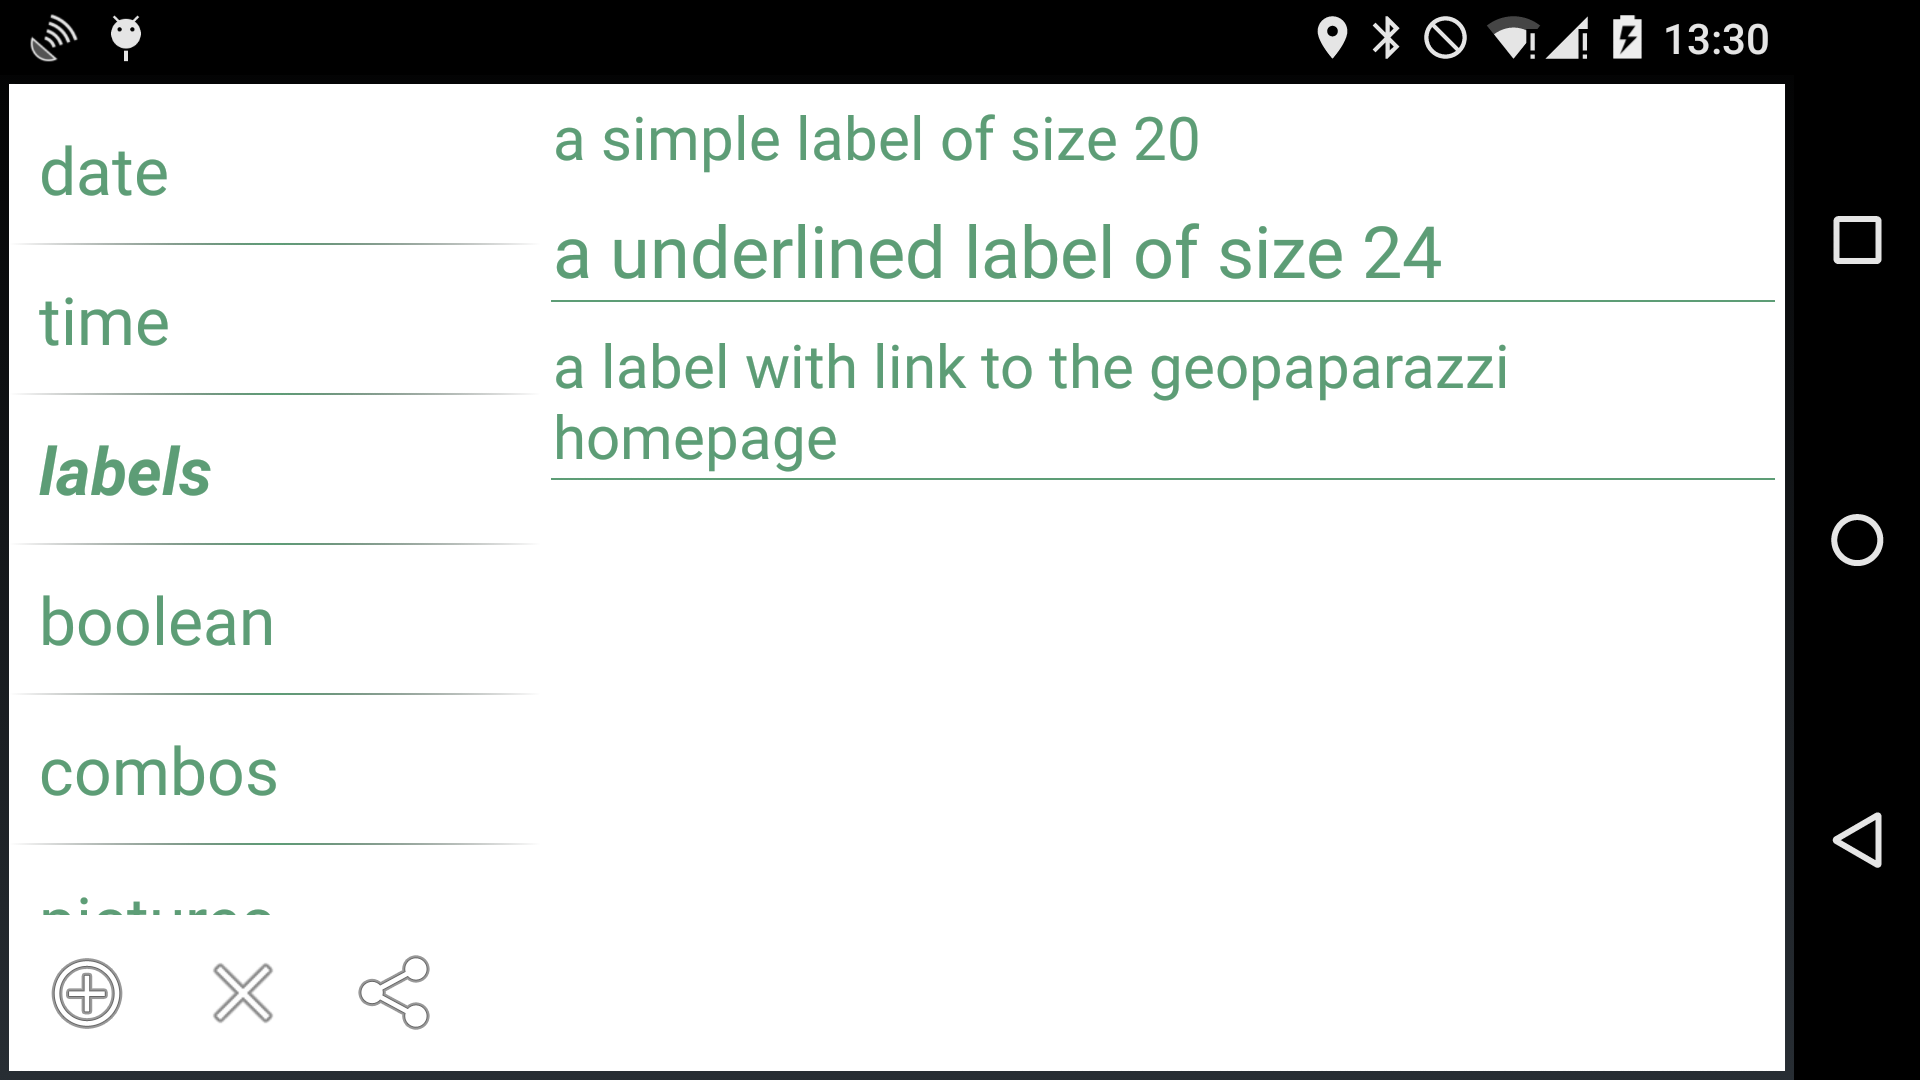 13:30
date
time
labels
boolean
combos
pictures
a simple label of size 20
a underlined label of size 24
a label with link to the geopaparazzi
homepage